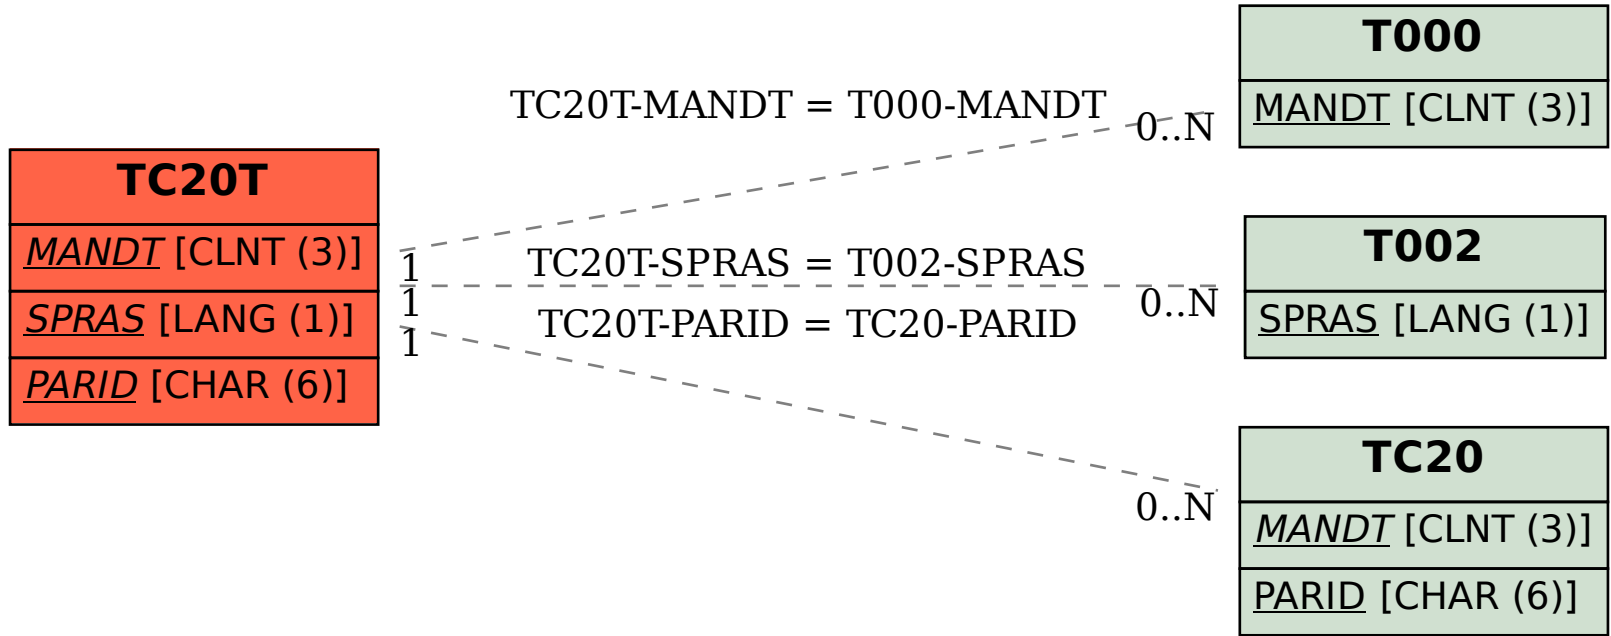 TC20T
MANDT [CLNT (3)]
SPRAS [LANG (1)]
PARID [CHAR (6)]
TC20T-MANDT = T000-MANDT
1
0..N
TC20T-SPRAS = T002-SPRAS
1
0..N
TC20T-PARID = TC20-PARID
1
0..N
T000
MANDT [CLNT (3)]
T002
SPRAS [LANG (1)]
TC20
MANDT [CLNT (3)]
PARID [CHAR (6)]